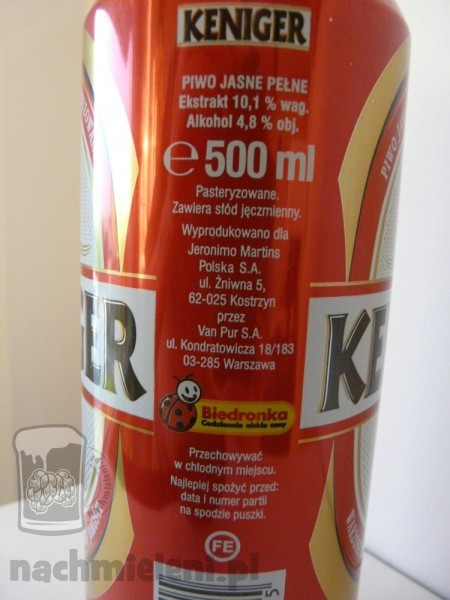 KENIGER
PIWO JASNE PEŁNE
Ekstrakt 10,1 % wag.
Alkohol 4,8 % obj.
℮ 500 ml
Pasteryzowane.
Zawiera słód jęczmienny.
Wyprodukowano dla
Jeronimo Martins
Polska S.A.
ul. Żniwna 5,
62-025 Kostrzyn
przez
Van Pur S.A.
ul. Kondratowicza 18/183
03-285 Warszawa
Biedronka
Codziennie niskie ceny
Przechowywać
w chłodnym miejscu.
Najlepiej spożyć przed:
data i numer partii
na spodzie puszki.
FE
5
GER
PIWO
KE
nachmieleni.pl